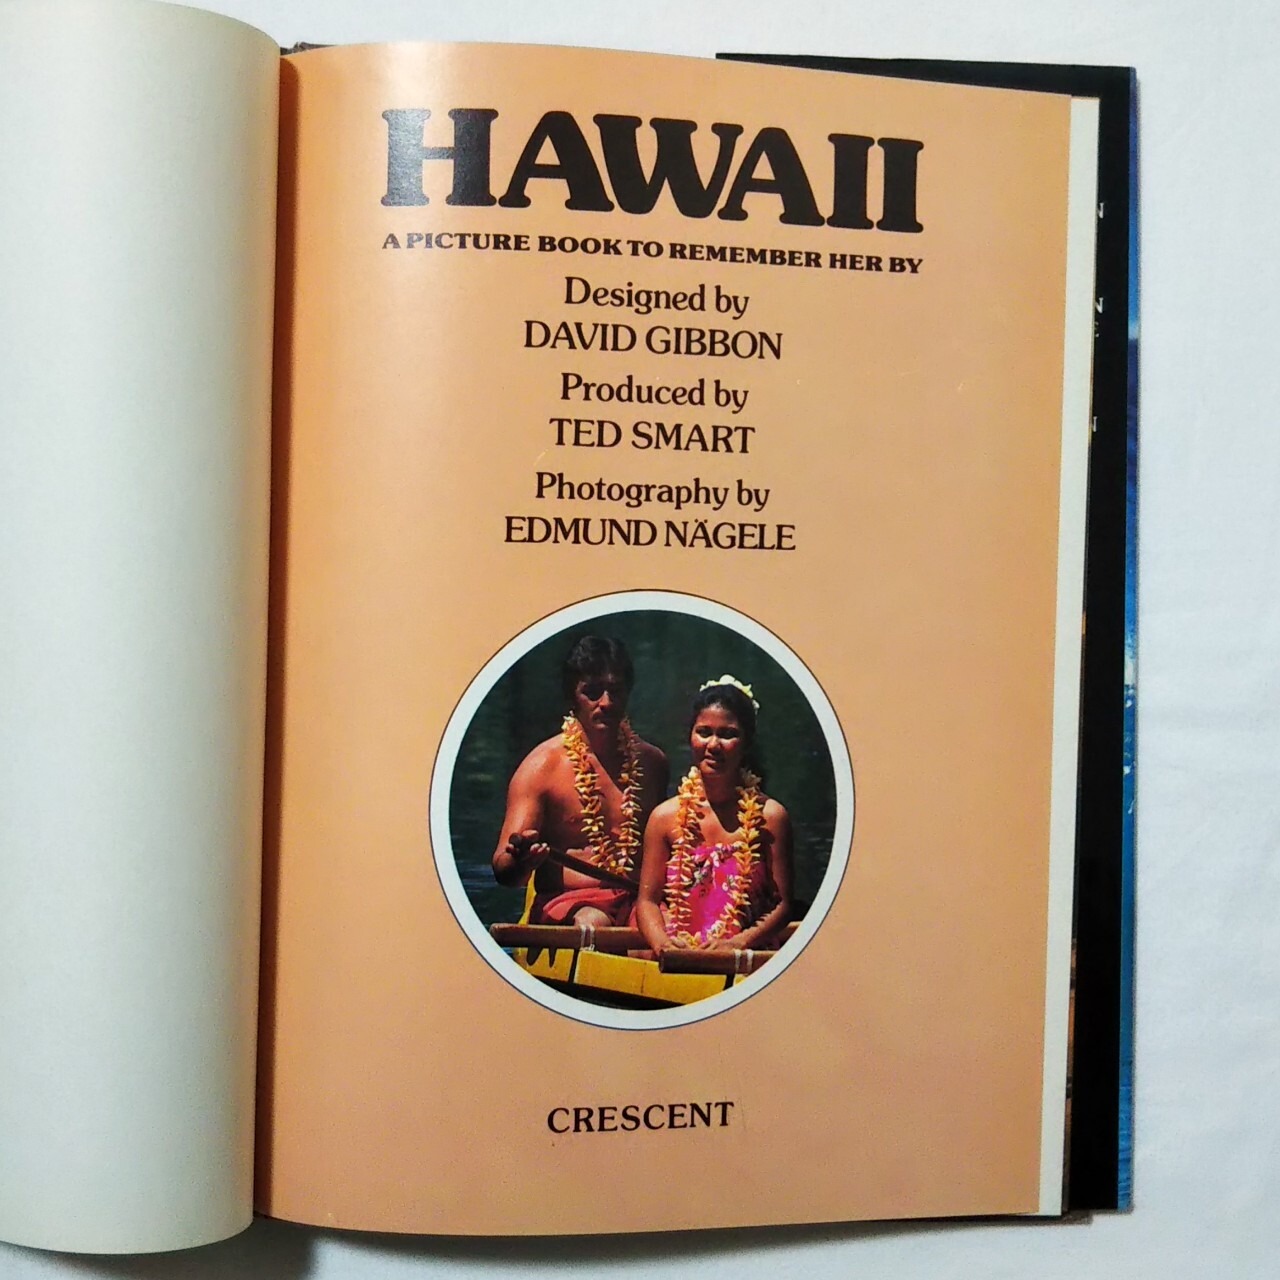 HAWAII
A PICTURE BOOK TO REMEMBER HER BY
Designed by
DAVID GIBBON
Produced by
TED SMART
Photography by
EDMUND NÄGELE
CRESCENT